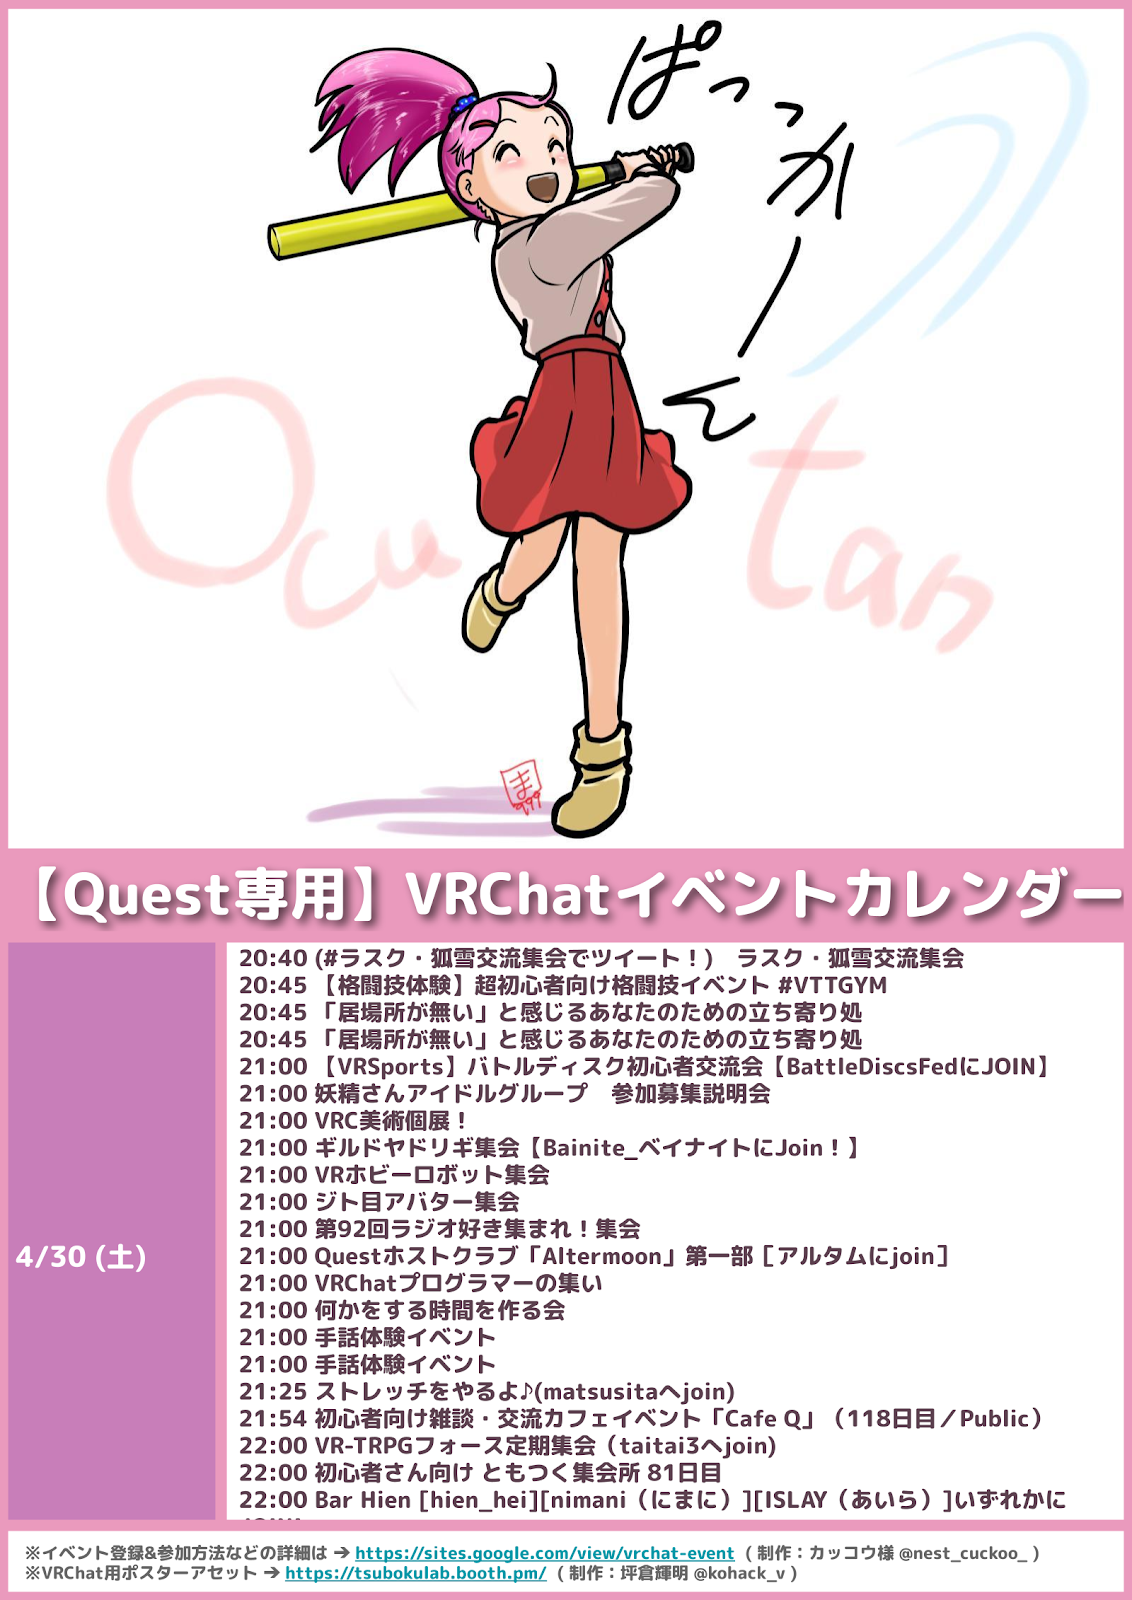 ぱっっかーん
Ocutan
ま
999
【Quest専用】VRChatイベントカレンダー
4/30 (土)
20:40 (#ラスク・狐雪交流集会でツイート！)　ラスク・狐雪交流集会
20:45 【格闘技体験】超初心者向け格闘技イベント #VTTGYM
20:45 「居場所が無い」と感じるあなたのための立ち寄り処
20:45 「居場所が無い」と感じるあなたのための立ち寄り処
21:00 【VRSports】バトルディスク初心者交流会【BattleDiscsFedにJOIN】
21:00 妖精さんアイドルグループ　参加募集説明会
21:00 VRC美術個展！
21:00 ギルドヤドリギ集会【Bainite_ベイナイトにJoin！】
21:00 VRホビーロボット集会
21:00 ジト目アバター集会
21:00 第92回ラジオ好き集まれ！集会
21:00 Questホストクラブ「Altermoon」第一部［アルタムにjoin］
21:00 VRChatプログラマーの集い
21:00 何かをする時間を作る会
21:00 手話体験イベント
21:00 手話体験イベント
21:25 ストレッチをやるよ♪(matsusitaへjoin)
21:54 初心者向け雑談・交流カフェイベント「Cafe Q」（118日目／Public）
22:00 VR-TRPGフォース定期集会（taitai3へjoin)
22:00 初心者さん向け ともつく集会所 81日目
22:00 Bar Hien [hien_hei][nimani（にまに）][ISLAY（あいら）]いずれかに
※イベント登録&参加方法などの詳細は ➔ https://sites.google.com/view/vrchat-event （ 制作：カッコウ様 @nest_cuckoo_ ）
※VRChat用ポスターアセット ➔ https://tsubokulab.booth.pm/ （ 制作：坪倉輝明 @kohack_v ）